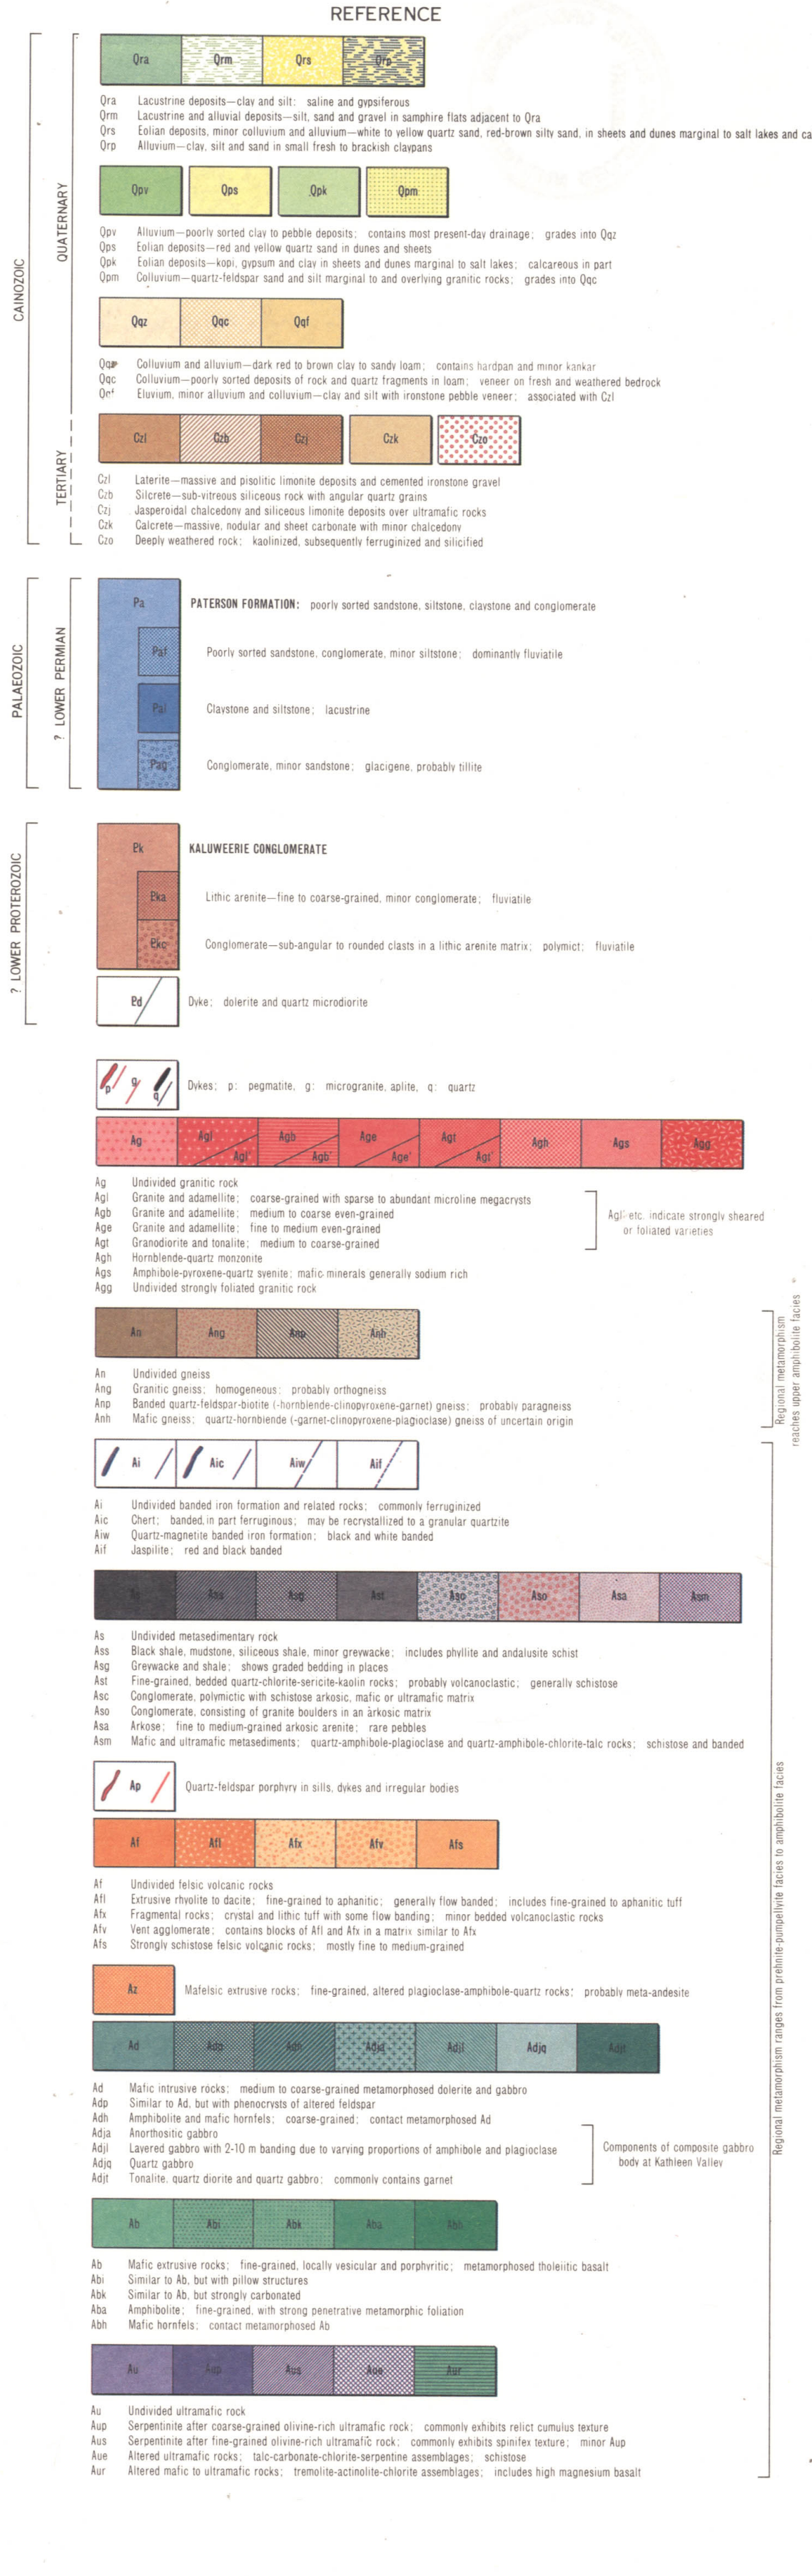 REFERENCE
Qra Qrm Qrs Qrp
Qra Lacustrine deposits—clay and silt: saline and gypsiferous
Qrm Lacustrine and alluvial deposits—silt, sand and gravel in samphire flats adjacent to Qra
Qrs Eolian deposits, minor colluvium and alluvium—white to yellow quartz sand, red-brown silty sand, in sheets and dunes marginal to salt lakes and ca
Qrp Alluvium—clay, silt and sand in small fresh to brackish claypans
Qpv Qps Qpk Qpm
Qpv Alluvium—poorly sorted clay to pebble deposits; contains most present-day drainage; grades into Qqz
Qps Eolian deposits—red and yellow quartz sand in dunes and sheets
Qpk Eolian deposits—kopi, gypsum and clay in sheets and dunes marginal to salt lakes; calcareous in part
Qpm Colluvium—quartz-feldspar sand and silt marginal to and overlying granitic rocks; grades into Qqc
QUATERNARY
CAINOZOIC
Qqz Qqc Qqf
Colluvium and alluvium—dark red to brown clay to sandy loam; contains hardpan and minor kankar
Qqc Colluvium—poorly sorted deposits of rock and quartz fragments in loam; veneer on fresh and weathered bedrock
Eluvium, minor alluvium and colluvium—clay and silt with ironstone pebble veneer; associated with Czl
Czl Czb Czj Czk Czo
TERTIARY
Czl Laterite—massive and pisolitic limonite deposits and cemented ironstone gravel
Czb Silcrete—sub-vitreous siliceous rock with angular quartz grains
Czj Jasperoidal chalcedony and siliceous limonite deposits over ultramafic rocks
Czk Calcrete—massive, nodular and sheet carbonate with minor chalcedony
Czo Deeply weathered rock; kaolinized, subsequently ferruginized and silicified
PALAEOZOIC
? LOWER PERMIAN
Pa PATERSON FORMATION: poorly sorted sandstone, siltstone, claystone and conglomerate
Paf Poorly sorted sandstone, conglomerate, minor siltstone; dominantly fluviatile
Pal Claystone and siltstone; lacustrine
Pag Conglomerate, minor sandstone; glacigene, probably tillite
? LOWER PROTEROZOIC
Pk KALUWEERIE CONGLOMERATE
Pka Lithic arenite—fine to coarse-grained, minor conglomerate; fluviatile
Pkc Conglomerate—sub-angular to rounded clasts in a lithic arenite matrix; polymict; fluviatile
Pd Dyke; dolerite and quartz microdiorite
p g q Dykes; p: pegmatite, g: microgranite, aplite, q: quartz
Ag Agl Agl' Agb Agb' Age Age' Agt Agt' Agh Ags Agg
Ag Undivided granitic rock
Agl Granite and adamellite; coarse-grained with sparse to abundant microline megacrysts
Agb Granite and adamellite; medium to coarse even-grained
Age Granite and adamellite; fine to medium even-grained
Agt Granodiorite and tonalite; medium to coarse-grained
Agl' etc. indicate strongly sheared
or foliated varieties
Agh Hornblende-quartz monzonite
Ags Amphibole-pyroxene-quartz syenite; mafic minerals generally sodium rich
Agg Undivided strongly foliated granitic rock
An Ang Anp Anh
An Undivided gneiss
Ang Granitic gneiss; homogeneous; probably orthogneiss
Anp Banded quartz-feldspar-biotite (-hornblende-clinopyroxene-garnet) gneiss; probably paragneiss
Anh Mafic gneiss; quartz-hornblende (-garnet-clinopyroxene-plagioclase) gneiss of uncertain origin
Regional metamorphism
reaches upper amphibolite facies
Ai Aic Aiw Aif
Ai Undivided banded iron formation and related rocks; commonly ferruginized
Aic Chert; banded, in part ferruginous; may be recrystallized to a granular quartzite
Aiw Quartz-magnetite banded iron formation; black and white banded
Aif Jaspilite; red and black banded
Ass Asg Ast Aso Aso Asa Asm
As Undivided metasedimentary rock
Ass Black shale, mudstone, siliceous shale, minor greywacke; includes phyllite and andalusite schist
Asg Greywacke and shale; shows graded bedding in places
Ast Fine-grained, bedded quartz-chlorite-sericite-kaolin rocks; probably volcanoclastic; generally schistose
Asc Conglomerate, polymictic with schistose arkosic, mafic or ultramafic matrix
Aso Conglomerate, consisting of granite boulders in an arkosic matrix
Asa Arkose; fine to medium-grained arkosic arenite; rare pebbles
Asm Mafic and ultramafic metasediments; quartz-amphibole-plagioclase and quartz-amphibole-chlorite-talc rocks; schistose and banded
Ap Quartz-feldspar porphyry in sills, dykes and irregular bodies
Af Afl Afx Afv Afs
Af Undivided felsic volcanic rocks
Afl Extrusive rhyolite to dacite; fine-grained to aphanitic; generally flow banded; includes fine-grained to aphanitic tuff
Afx Fragmental rocks; crystal and lithic tuff with some flow banding; minor bedded volcanoclastic rocks
Afv Vent agglomerate; contains blocks of Afl and Afx in a matrix similar to Afx
Afs Strongly schistose felsic volcanic rocks; mostly fine to medium-grained
Az Mafelsic extrusive rocks; fine-grained, altered plagioclase-amphibole-quartz rocks; probably meta-andesite
Ad Adp Adh Adja Adjl Adjq Adjt
Ad Mafic intrusive rocks; medium to coarse-grained metamorphosed dolerite and gabbro
Adp Similar to Ad, but with phenocrysts of altered feldspar
Adh Amphibolite and mafic hornfels; coarse-grained; contact metamorphosed Ad
Adja Anorthositic gabbro
Adjl Layered gabbro with 2-10 m banding due to varying proportions of amphibole and plagioclase
Adjq Quartz gabbro
Adjt Tonalite, quartz diorite and quartz gabbro; commonly contains garnet
Components of composite gabbro
body at Kathleen Valley
Regional metamorphism ranges from prehnite-pumpellyite facies to amphibolite facies
Ab Abi Abk Aba Abh
Ab Mafic extrusive rocks; fine-grained, locally vesicular and porphyritic; metamorphosed tholeiitic basalt
Abi Similar to Ab, but with pillow structures
Abk Similar to Ab, but strongly carbonated
Aba Amphibolite; fine-grained, with strong penetrative metamorphic foliation
Abh Mafic hornfels; contact metamorphosed Ab
Au Aup Aus Aue Aur
Au Undivided ultramafic rock
Aup Serpentinite after coarse-grained olivine-rich ultramafic rock; commonly exhibits relict cumulus texture
Aus Serpentinite after fine-grained olivine-rich ultramafic rock; commonly exhibits spinifex texture; minor Aup
Aue Altered ultramafic rocks; talc-carbonate-chlorite-serpentine assemblages; schistose
Aur Altered mafic to ultramafic rocks; tremolite-actinolite-chlorite assemblages; includes high magnesium basalt